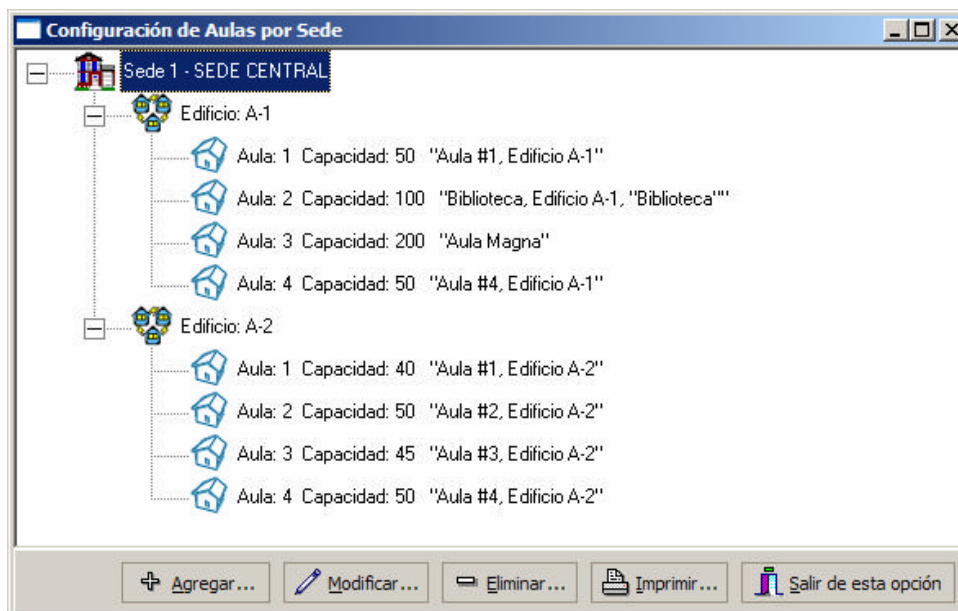 Configuración de Aulas por Sede
Sede 1 - SEDE CENTRAL
Edificio: A-1
Aula: 1 Capacidad: 50 "Aula #1, Edificio A-1"
Aula: 2 Capacidad: 100 "Biblioteca, Edificio A-1, "Biblioteca""
Aula: 3 Capacidad: 200 "Aula Magna"
Aula: 4 Capacidad: 50 "Aula #4, Edificio A-1"
Edificio: A-2
Aula: 1 Capacidad: 40 "Aula #1, Edificio A-2"
Aula: 2 Capacidad: 50 "Aula #2, Edificio A-2"
Aula: 3 Capacidad: 45 "Aula #3, Edificio A-2"
Aula: 4 Capacidad: 50 "Aula #4, Edificio A-2"
Agregar... Modificar... Eliminar... Imprimir... Salir de esta opción